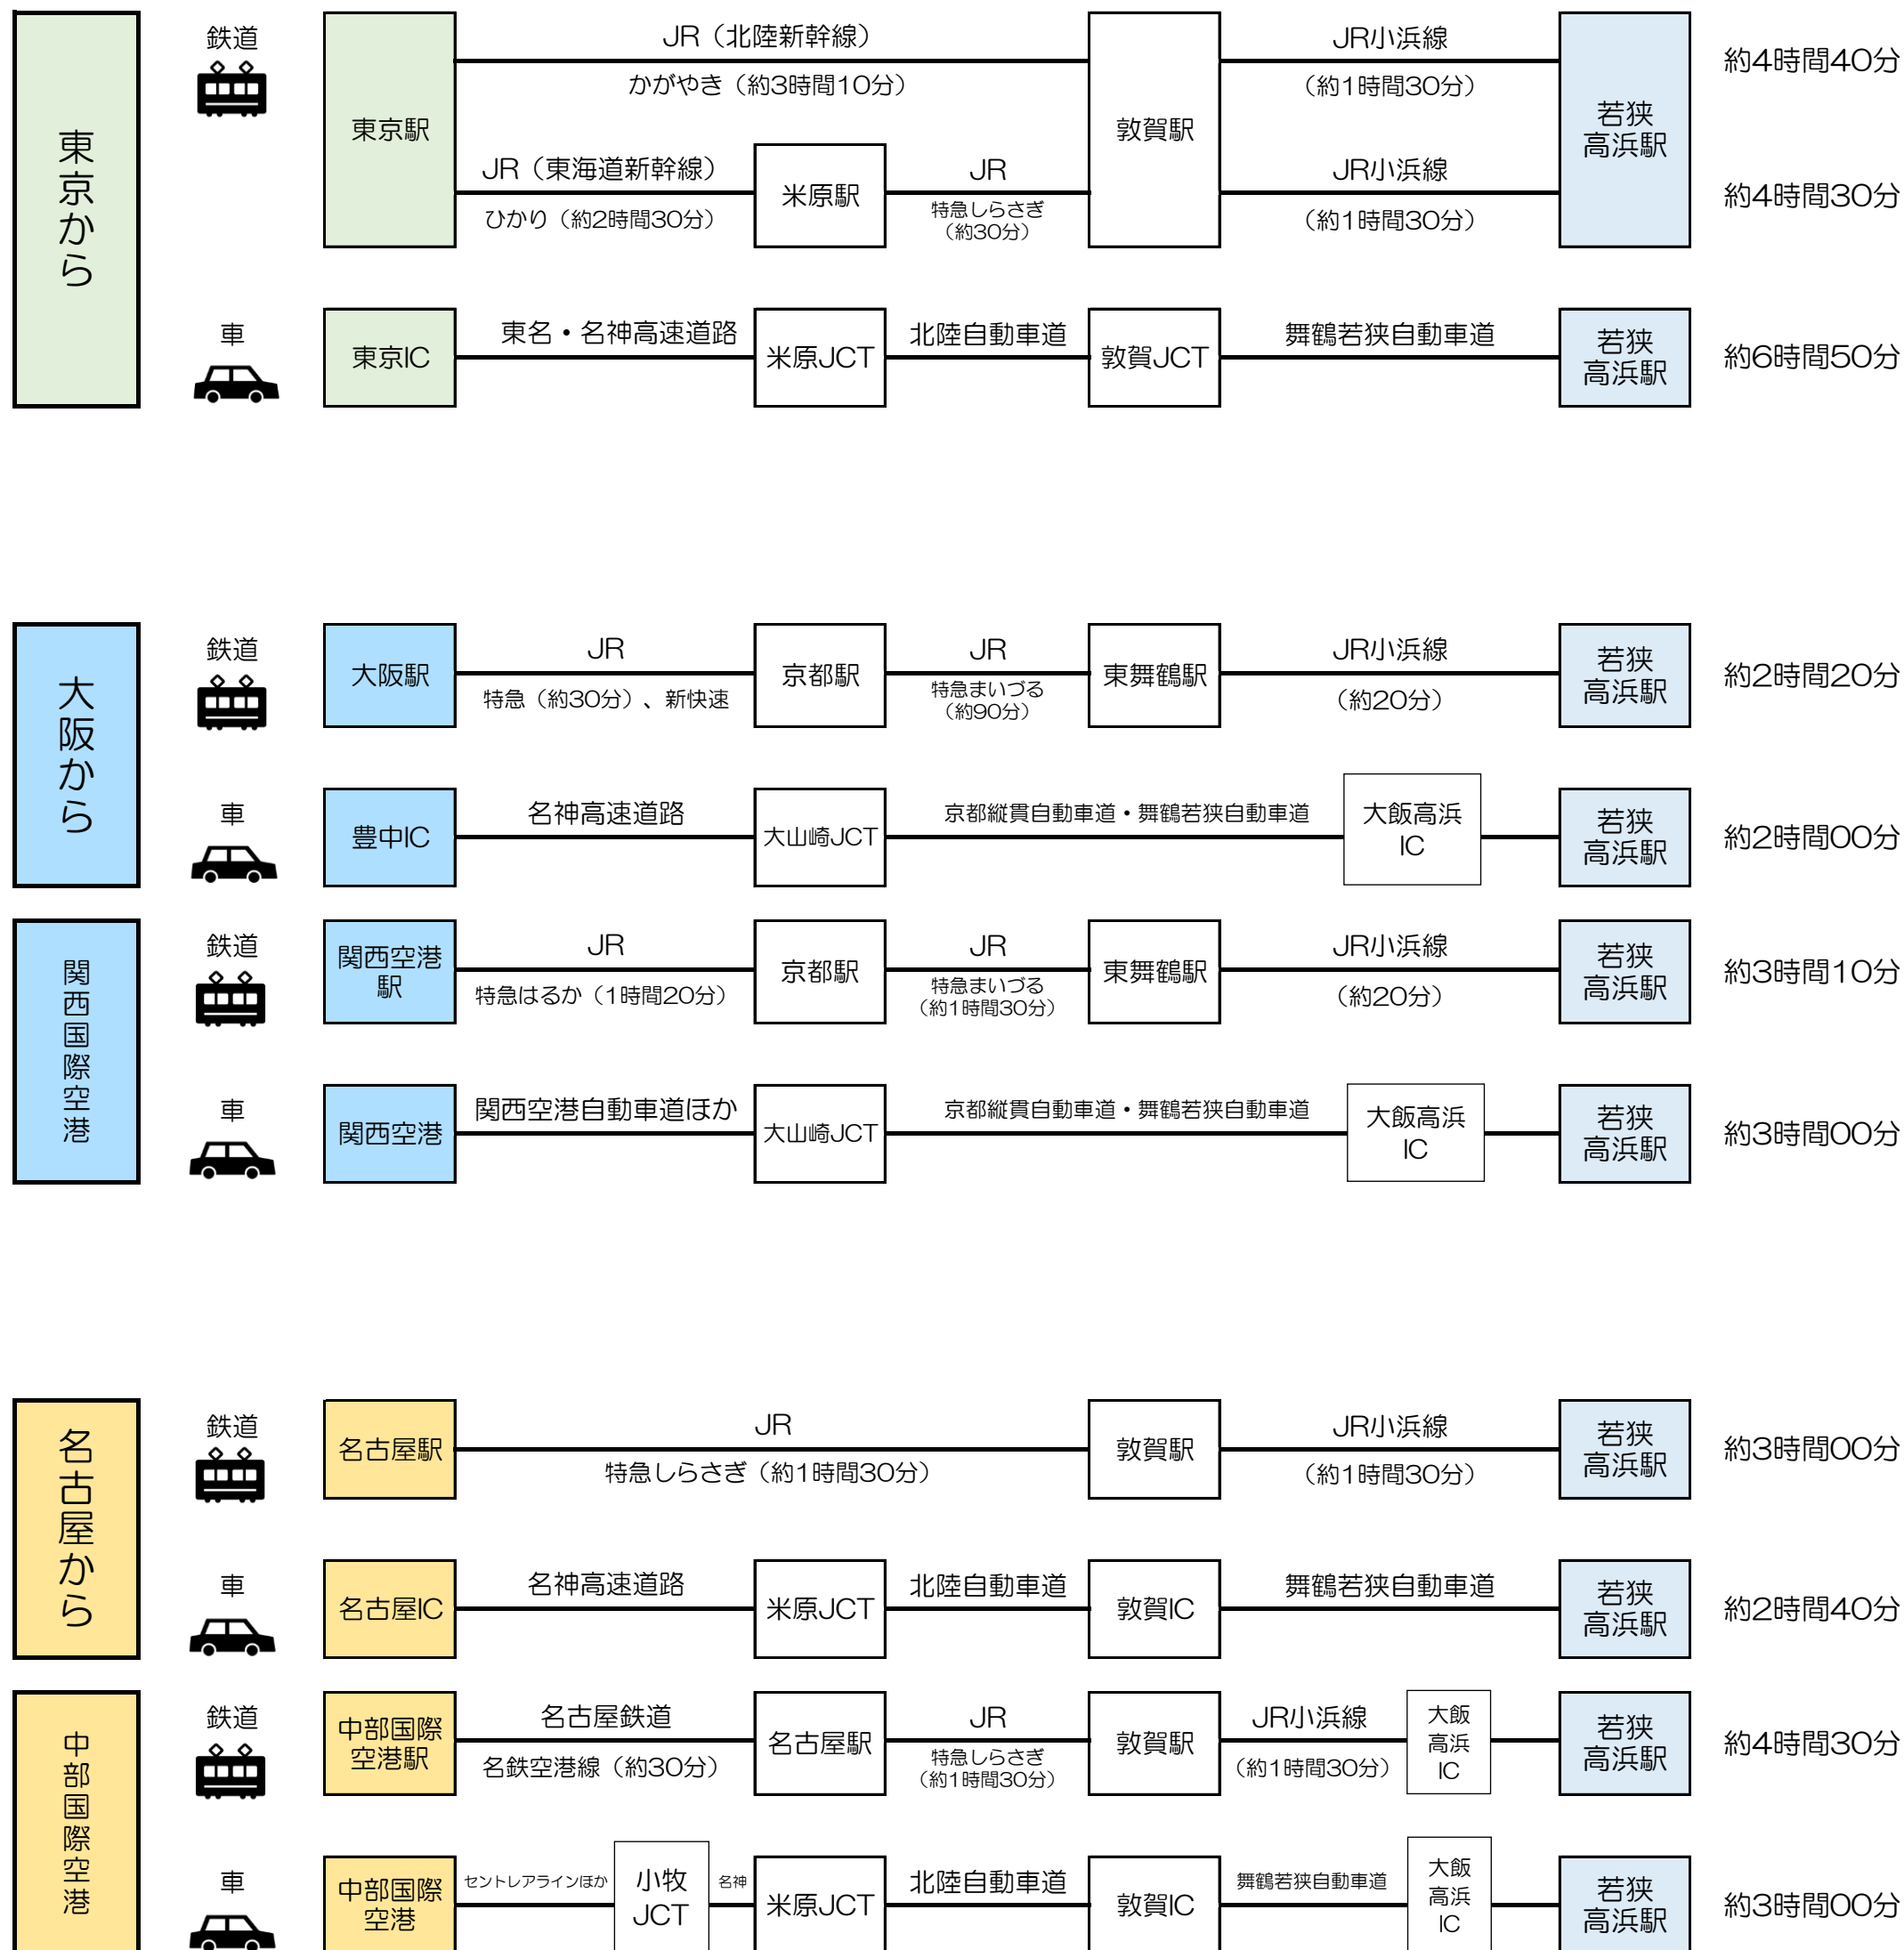 東京から
鉄道
東京駅
JR（北陸新幹線）
かがやき（約3時間10分）
敦賀駅
JR小浜線
（約1時間30分）
若狭
高浜駅
約4時間40分
JR（東海道新幹線）
ひかり（約2時間30分）
米原駅
JR
特急しらさぎ
（約30分）
JR小浜線
（約1時間30分）
約4時間30分
車
東京IC
東名・名神高速道路
米原JCT
北陸自動車道
敦賀JCT
舞鶴若狭自動車道
若狭
高浜駅
約6時間50分
大阪から
鉄道
大阪駅
JR
特急（約30分）、新快速
京都駅
JR
特急まいづる
（約90分）
東舞鶴駅
JR小浜線
（約20分）
若狭
高浜駅
約2時間20分
車
豊中IC
名神高速道路
大山崎JCT
京都縦貫自動車道・舞鶴若狭自動車道
大飯高浜
IC
若狭
高浜駅
約2時間00分
関西国際空港
鉄道
関西空港
駅
JR
特急はるか（1時間20分）
京都駅
JR
特急まいづる
（約1時間30分）
東舞鶴駅
JR小浜線
（約20分）
若狭
高浜駅
約3時間10分
車
関西空港
関西空港自動車道ほか
大山崎JCT
京都縦貫自動車道・舞鶴若狭自動車道
大飯高浜
IC
若狭
高浜駅
約3時間00分
名古屋から
鉄道
名古屋駅
JR
特急しらさぎ（約1時間30分）
敦賀駅
JR小浜線
（約1時間30分）
若狭
高浜駅
約3時間00分
車
名古屋IC
名神高速道路
米原JCT
北陸自動車道
敦賀IC
舞鶴若狭自動車道
若狭
高浜駅
約2時間40分
中部国際空港
鉄道
中部国際
空港駅
名古屋鉄道
名鉄空港線（約30分）
名古屋駅
JR
特急しらさぎ
（約1時間30分）
敦賀駅
JR小浜線
（約1時間30分）
大飯
高浜
IC
若狭
高浜駅
約4時間30分
車
中部国際
空港
セントレアラインほか
小牧
JCT
名神
米原JCT
北陸自動車道
敦賀IC
舞鶴若狭自動車道
大飯
高浜
IC
若狭
高浜駅
約3時間00分